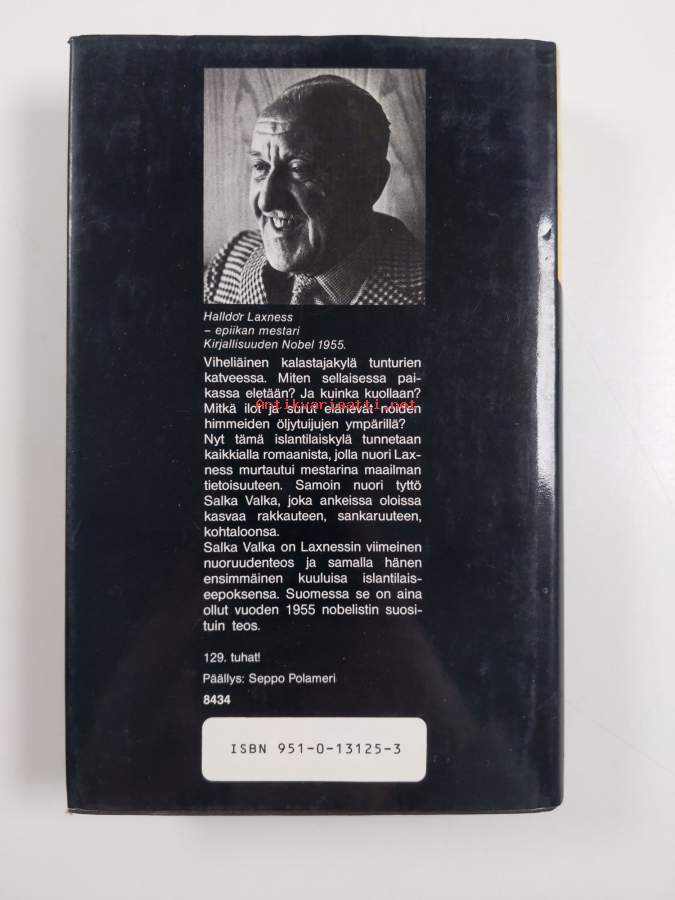 Halldór Laxness
– epiikan mestari
Kirjallisuuden Nobel 1955.
Viheliäinen kalastajakylä tunturien
katveessa. Miten sellaisessa pai-
kassa eletään? Ja kuinka kuollaan?
Antikvariaatti.net
Mitkä ilot ja surut elänevät noiden
himmeiden öljytuijujen ympärillä?
Nyt tämä islantilaiskylä tunnetaan
kaikkialla romaanista, jolla nuori Lax-
ness murtautui mestarina maailman
tietoisuuteen. Samoin nuori tyttö
Salka Valka, joka ankeissa oloissa
kasvaa rakkauteen, sankaruuteen,
kohtaloonsa.
Salka Valka on Laxnessin viimeinen
nuoruudenteos ja samalla hänen
ensimmäinen kuuluisa islantilais-
eepoksensa. Suomessa se on aina
ollut vuoden 1955 nobelistin suosi-
tuin teos.
129. tuhat!
Päällys: Seppo Polameri
8434
ISBN 951-0-13125-3